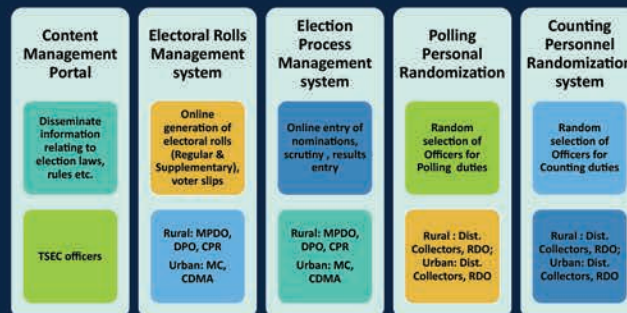 Content
Management
Portal
Disseminate
information
relating to
election laws,
rules etc.
TSEC officers
Electoral Rolls
Management
system
Online
generation of
electoral rolls
(Regular &
Supplementary),
voter slips
Rural: MPDO,
DPO, CPR
Urban: MC,
CDMA
Election
Process
Management
system
Online entry of
nominations,
scrutiny , results
entry
Rural: MPDO,
DPO, CPR
Urban: MC,
CDMA
Polling
Personal
Randomization
Random
selection of
Officers for
Polling duties
Rural : Dist.
Collectors, RDO;
Urban: Dist.
Collectors, RDO
Counting
Personnel
Randomization
system
Random
selection of
Officers for
Counting duties
Rural : Dist.
Collectors, RDO;
Urban: Dist.
Collectors, RDO